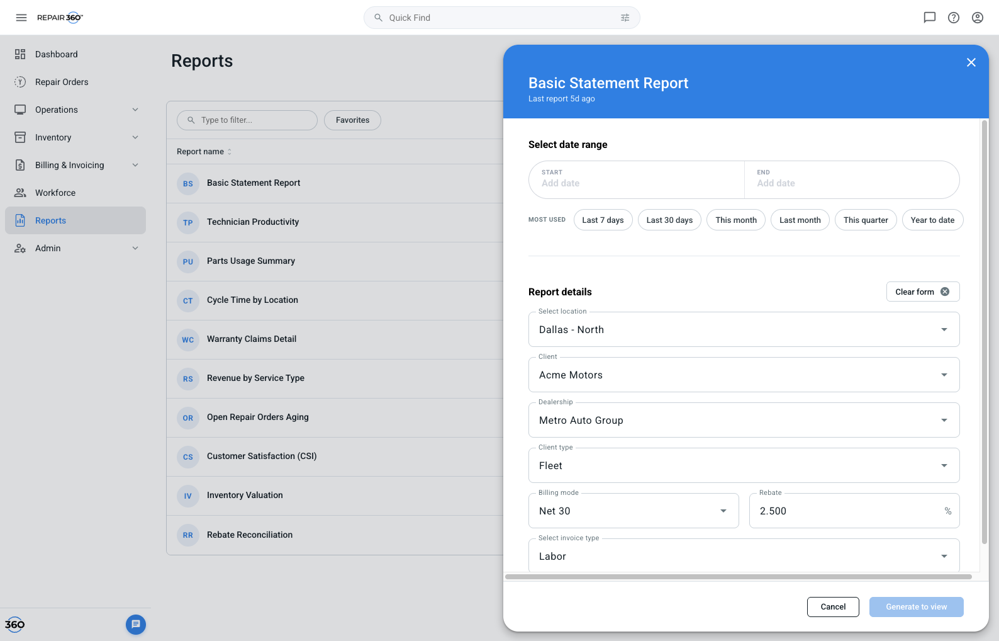 REPAIR 360™
Quick Find
Dashboard
Repair Orders
Operations
Inventory
Billing & Invoicing
Workforce
Reports
Admin
360
Reports
Type to filter...
Favorites
Report name
BS Basic Statement Report
TP Technician Productivity
PU Parts Usage Summary
CT Cycle Time by Location
WC Warranty Claims Detail
RS Revenue by Service Type
OR Open Repair Orders Aging
CS Customer Satisfaction (CSI)
IV Inventory Valuation
RR Rebate Reconciliation
Basic Statement Report
Last report 5d ago
Select date range
START
Add date
END
Add date
MOST USED Last 7 days Last 30 days This month Last month This quarter Year to date
Report details
Clear form
Select location
Dallas - North
Client
Acme Motors
Dealership
Metro Auto Group
Client type
Fleet
Billing mode
Net 30
Rebate
2.500 %
Select invoice type
Labor
Cancel
Generate to view